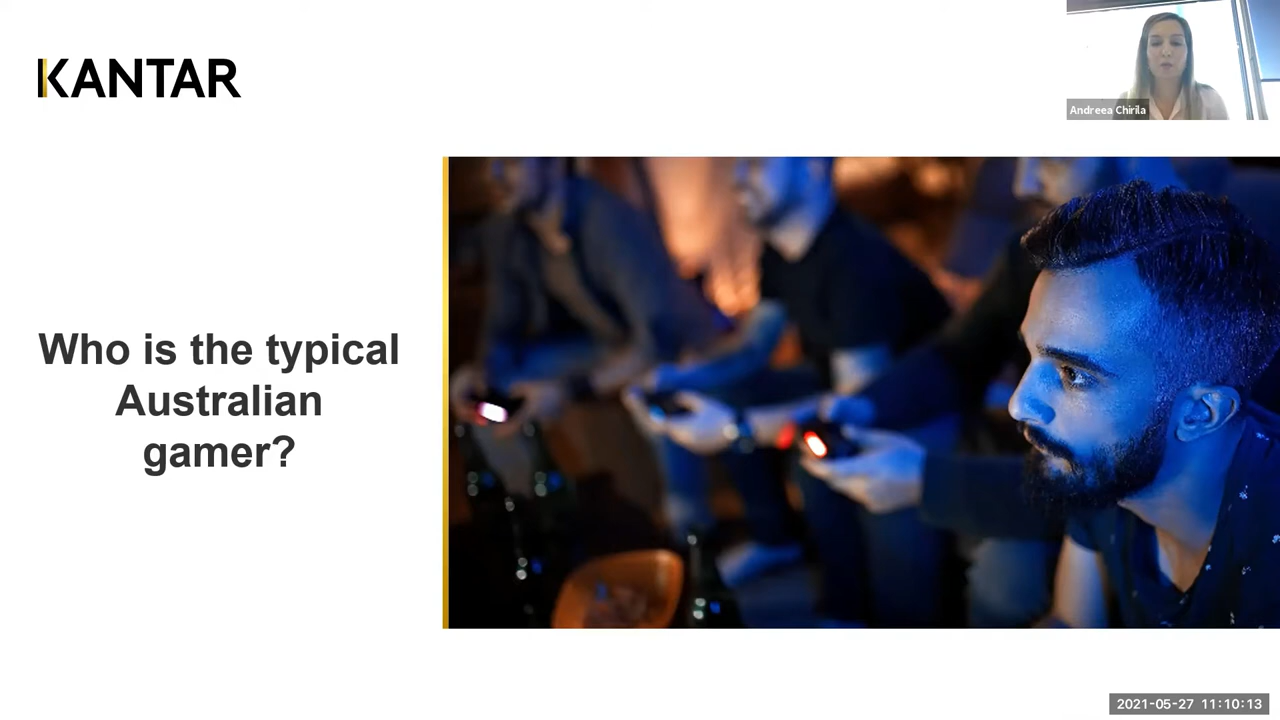 KANTAR
Andreea Chirila
Who is the typical
Australian
gamer?
2021-05-27 11:10:13